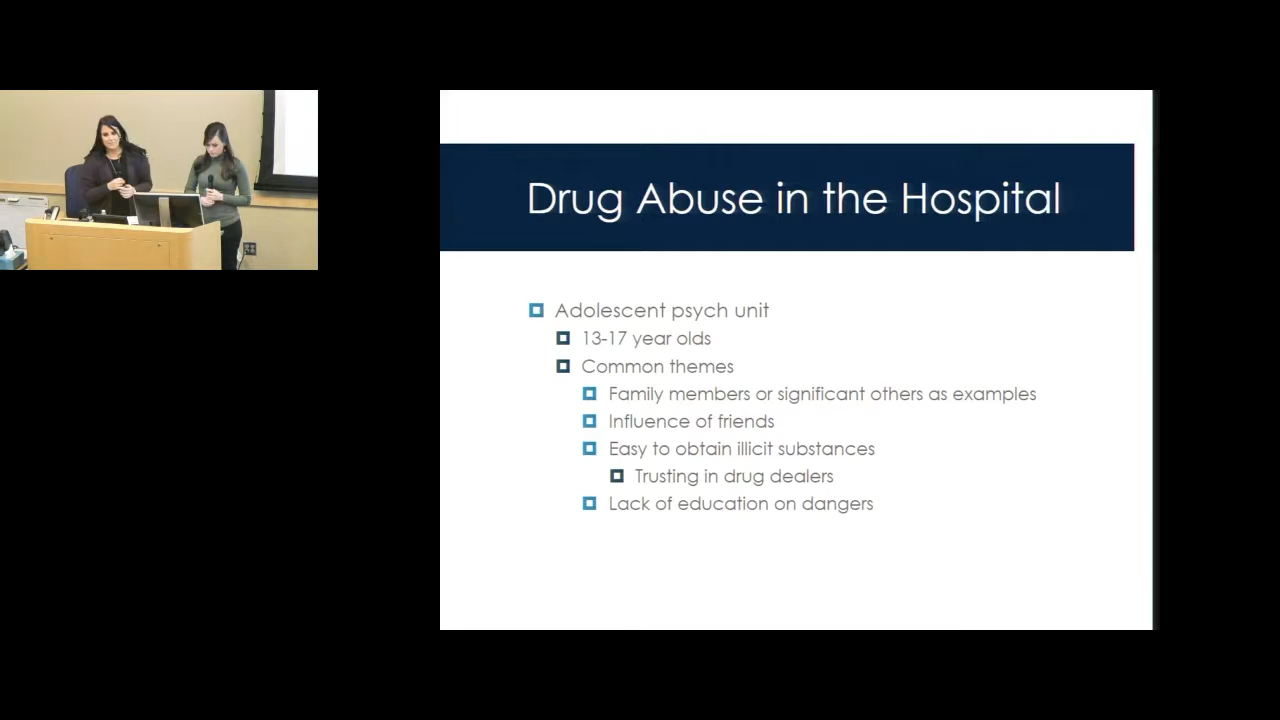 Drug Abuse in the Hospital
Adolescent psych unit
13-17 year olds
Common themes
Family members or significant others as examples
Influence of friends
Easy to obtain illicit substances
Trusting in drug dealers
Lack of education on dangers